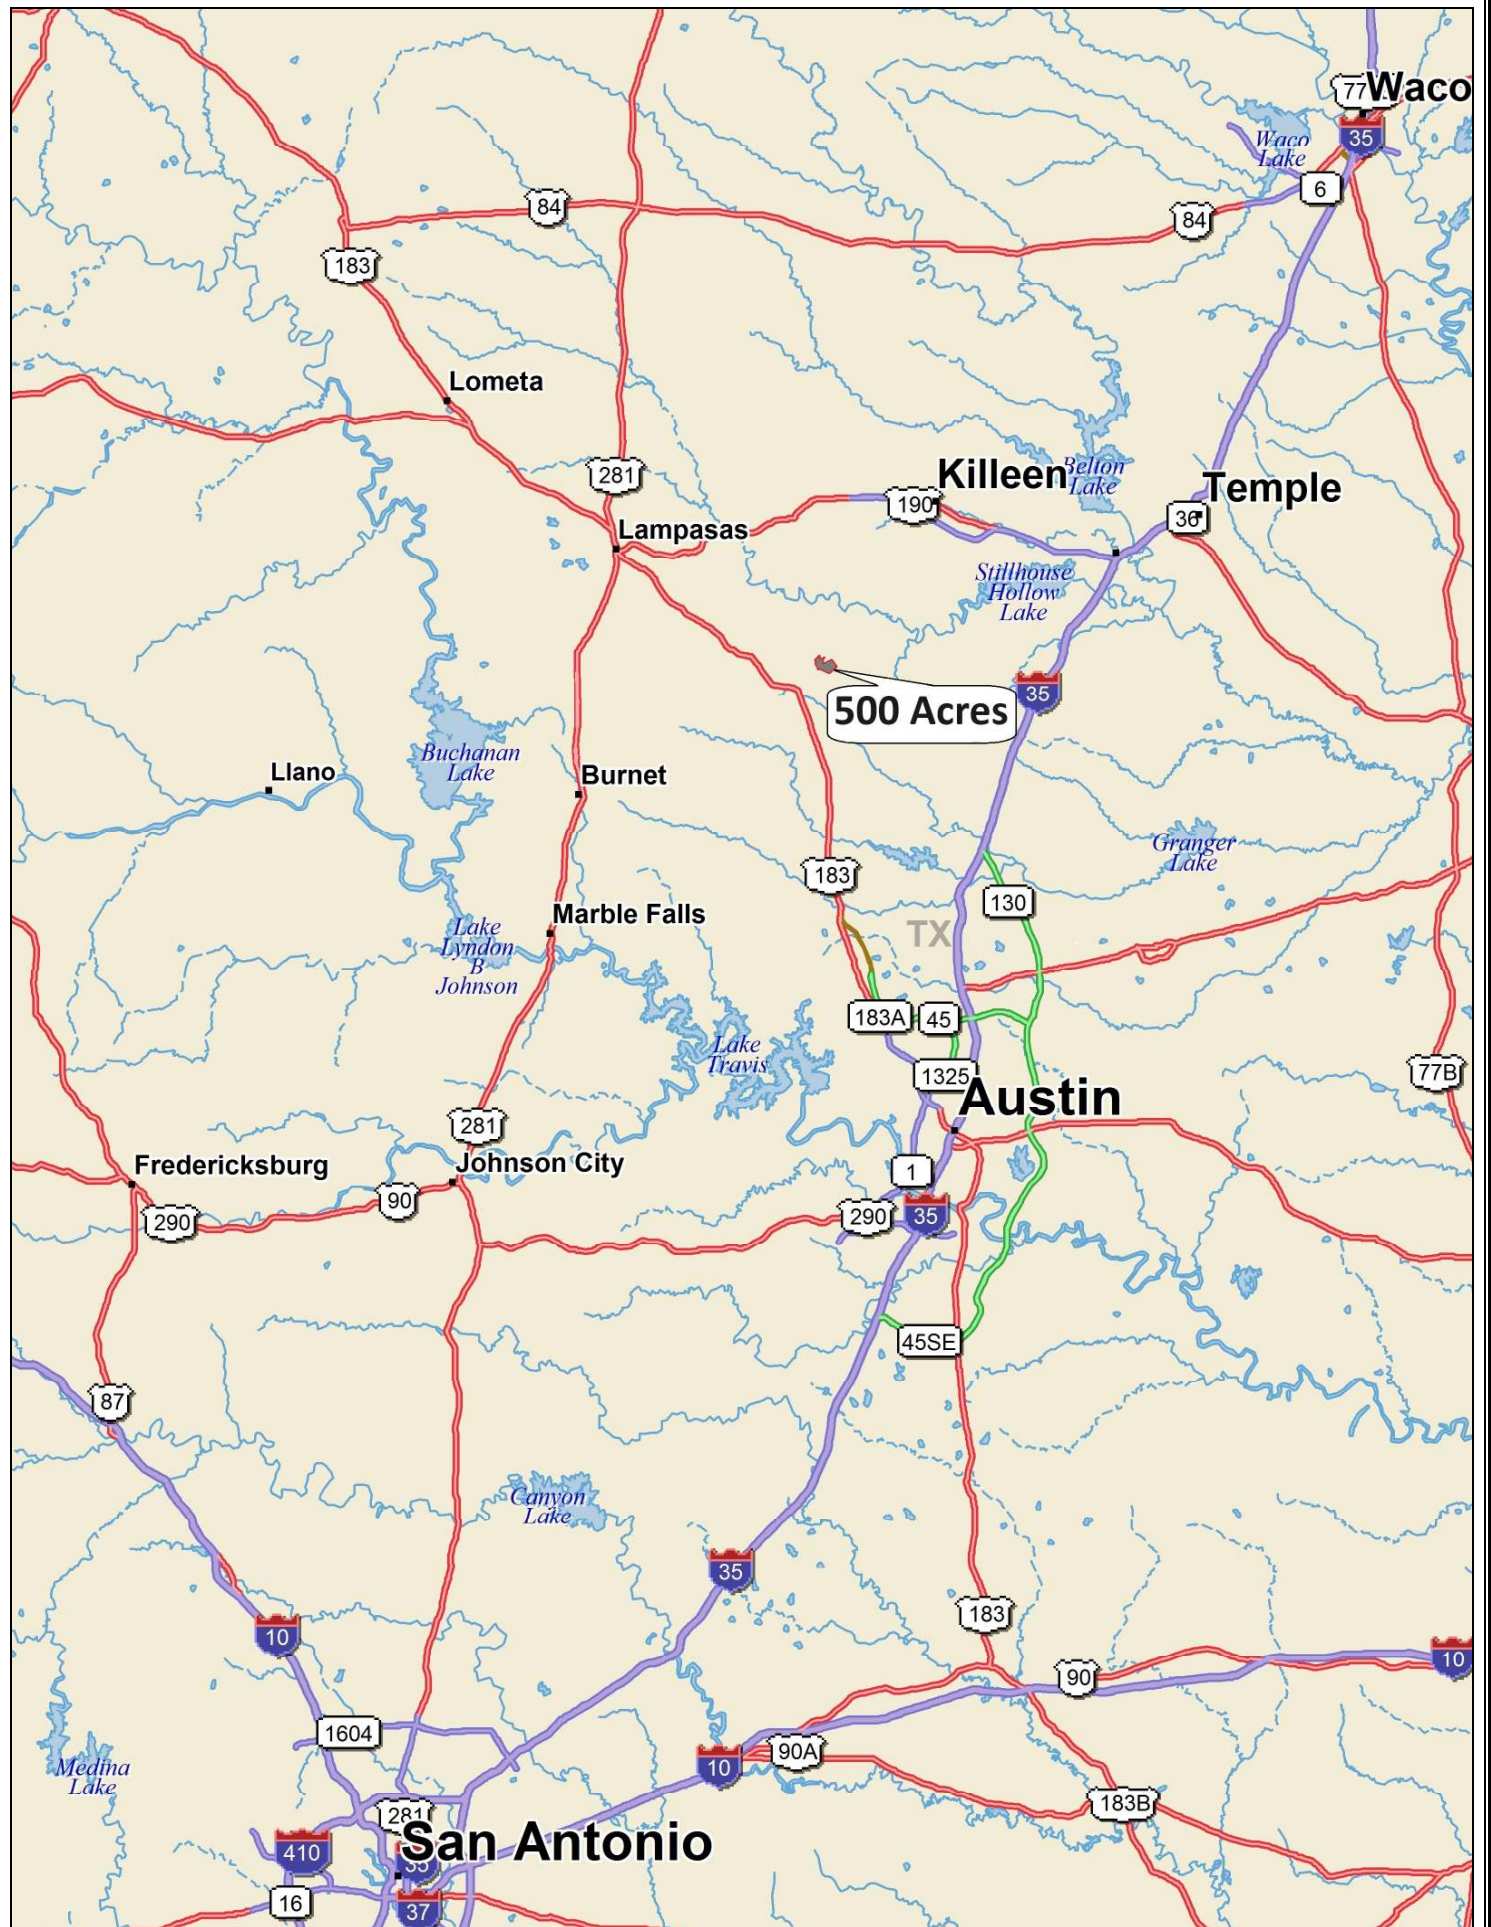 77
Waco
35
Waco
Lake
6
84
84
183
Lometa
281
Killeen
Belton
Lake
190
Temple
36
Lampasas
Stillhouse
Hollow
Lake
35
500 Acres
Buchanan
Lake
Llano
Burnet
Granger
Lake
183
130
Marble Falls
TX
Lake
Lyndon
B
Johnson
183A
45
Lake
Travis
1325
77B
Austin
281
Johnson City
Fredericksburg
1
90
290
290
35
45SE
87
Canyon
Lake
35
10
183
10
90
1604
90A
Medina
Lake
10
183B
281
San Antonio
410
35
16
37